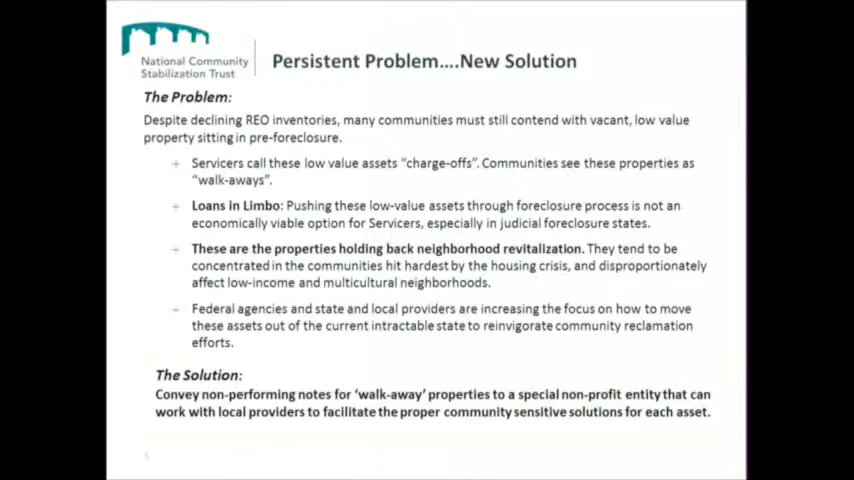 National Community
Stabilization Trust
Persistent Problem....New Solution
The Problem:
Despite declining REO inventories, many communities must still contend with vacant, low value
property sitting in pre-foreclosure.
+ Servicers call these low value assets "charge-offs". Communities see these properties as
"walk-aways".
+ Loans in Limbo: Pushing these low-value assets through foreclosure process is not an
economically viable option for Servicers, especially in judicial foreclosure states.
+ These are the properties holding back neighborhood revitalization. They tend to be
concentrated in the communities hit hardest by the housing crisis, and disproportionately
affect low-income and multicultural neighborhoods.
+ Federal agencies and state and local providers are increasing the focus on how to move
these assets out of the current intractable state to reinvigorate community reclamation
efforts.
The Solution:
Convey non-performing notes for 'walk-away' properties to a special non-profit entity that can
work with local providers to facilitate the proper community sensitive solutions for each asset.